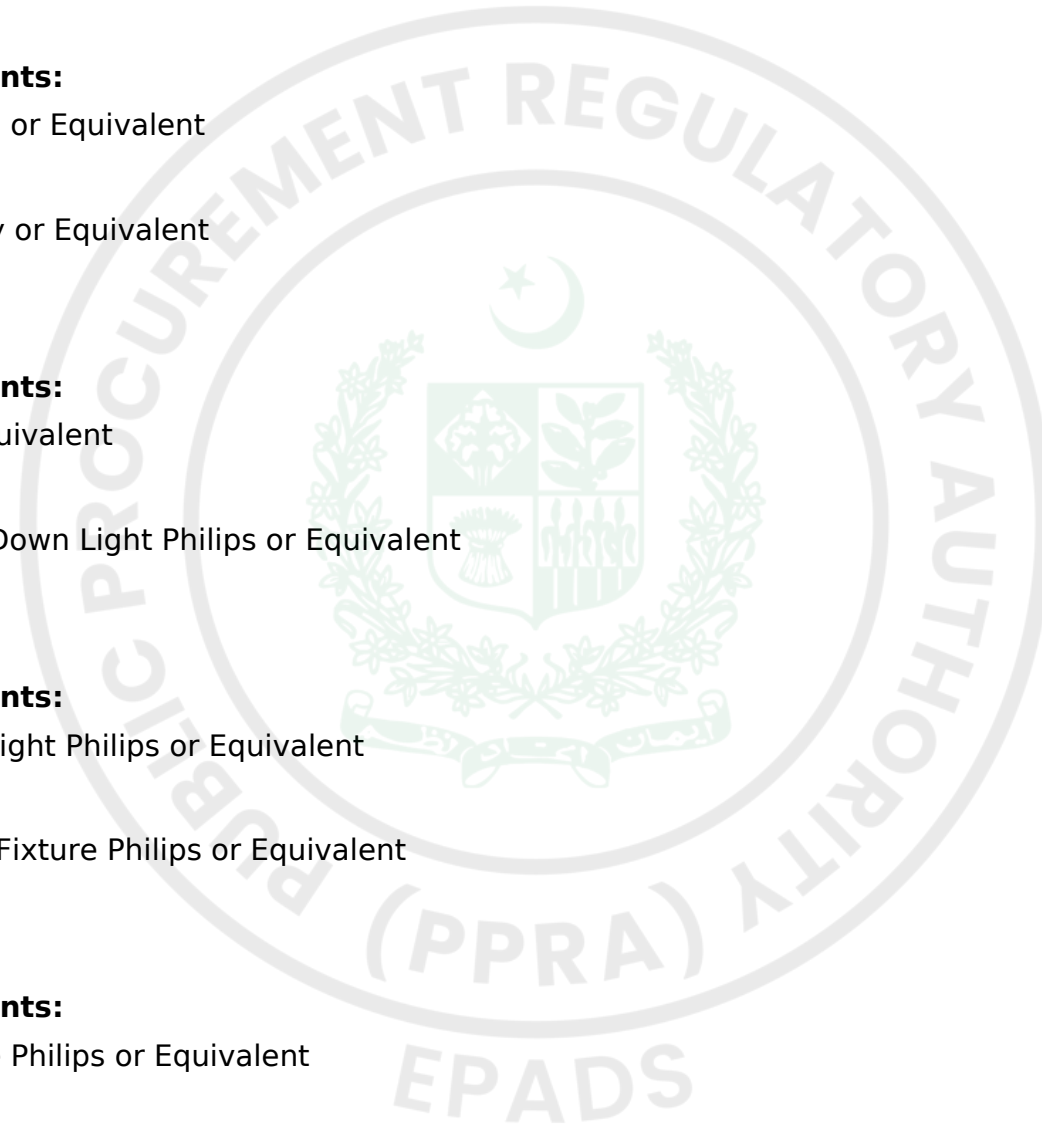 nts:
or Equivalent
y or Equivalent
nts:
uivalent
Down Light Philips or Equivalent
nts:
ight Philips or Equivalent
Fixture Philips or Equivalent
nts:
Philips or Equivalent
PUBLIC PROCUREMENT REGULATORY AUTHORITY
(PPRA)
EPADS